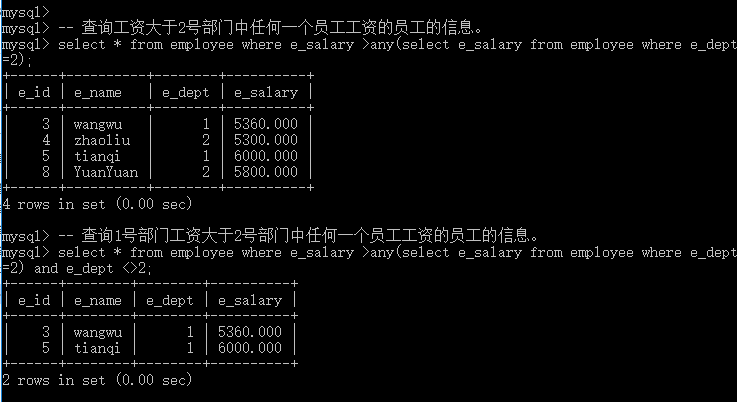 mysql>
mysql> -- 查询工资大于2号部门中任何一个员工工资的员工的信息。
mysql> select * from employee where e_salary >any(select e_salary from employee where e_dept
=2);
+------+----------+--------+----------+
| e_id | e_name   | e_dept | e_salary |
+------+----------+--------+----------+
|    3 | wangwu   |      1 | 5360.000 |
|    4 | zhaoliu  |      2 | 5300.000 |
|    5 | tianqi   |      1 | 6000.000 |
|    8 | YuanYuan |      2 | 5800.000 |
+------+----------+--------+----------+
4 rows in set (0.00 sec)
mysql> -- 查询1号部门工资大于2号部门中任何一个员工工资的员工的信息。
mysql> select * from employee where e_salary >any(select e_salary from employee where e_dept
=2) and e_dept <>2;
+------+--------+--------+----------+
| e_id | e_name | e_dept | e_salary |
+------+--------+--------+----------+
|    3 | wangwu |      1 | 5360.000 |
|    5 | tianqi |      1 | 6000.000 |
+------+--------+--------+----------+
2 rows in set (0.00 sec)